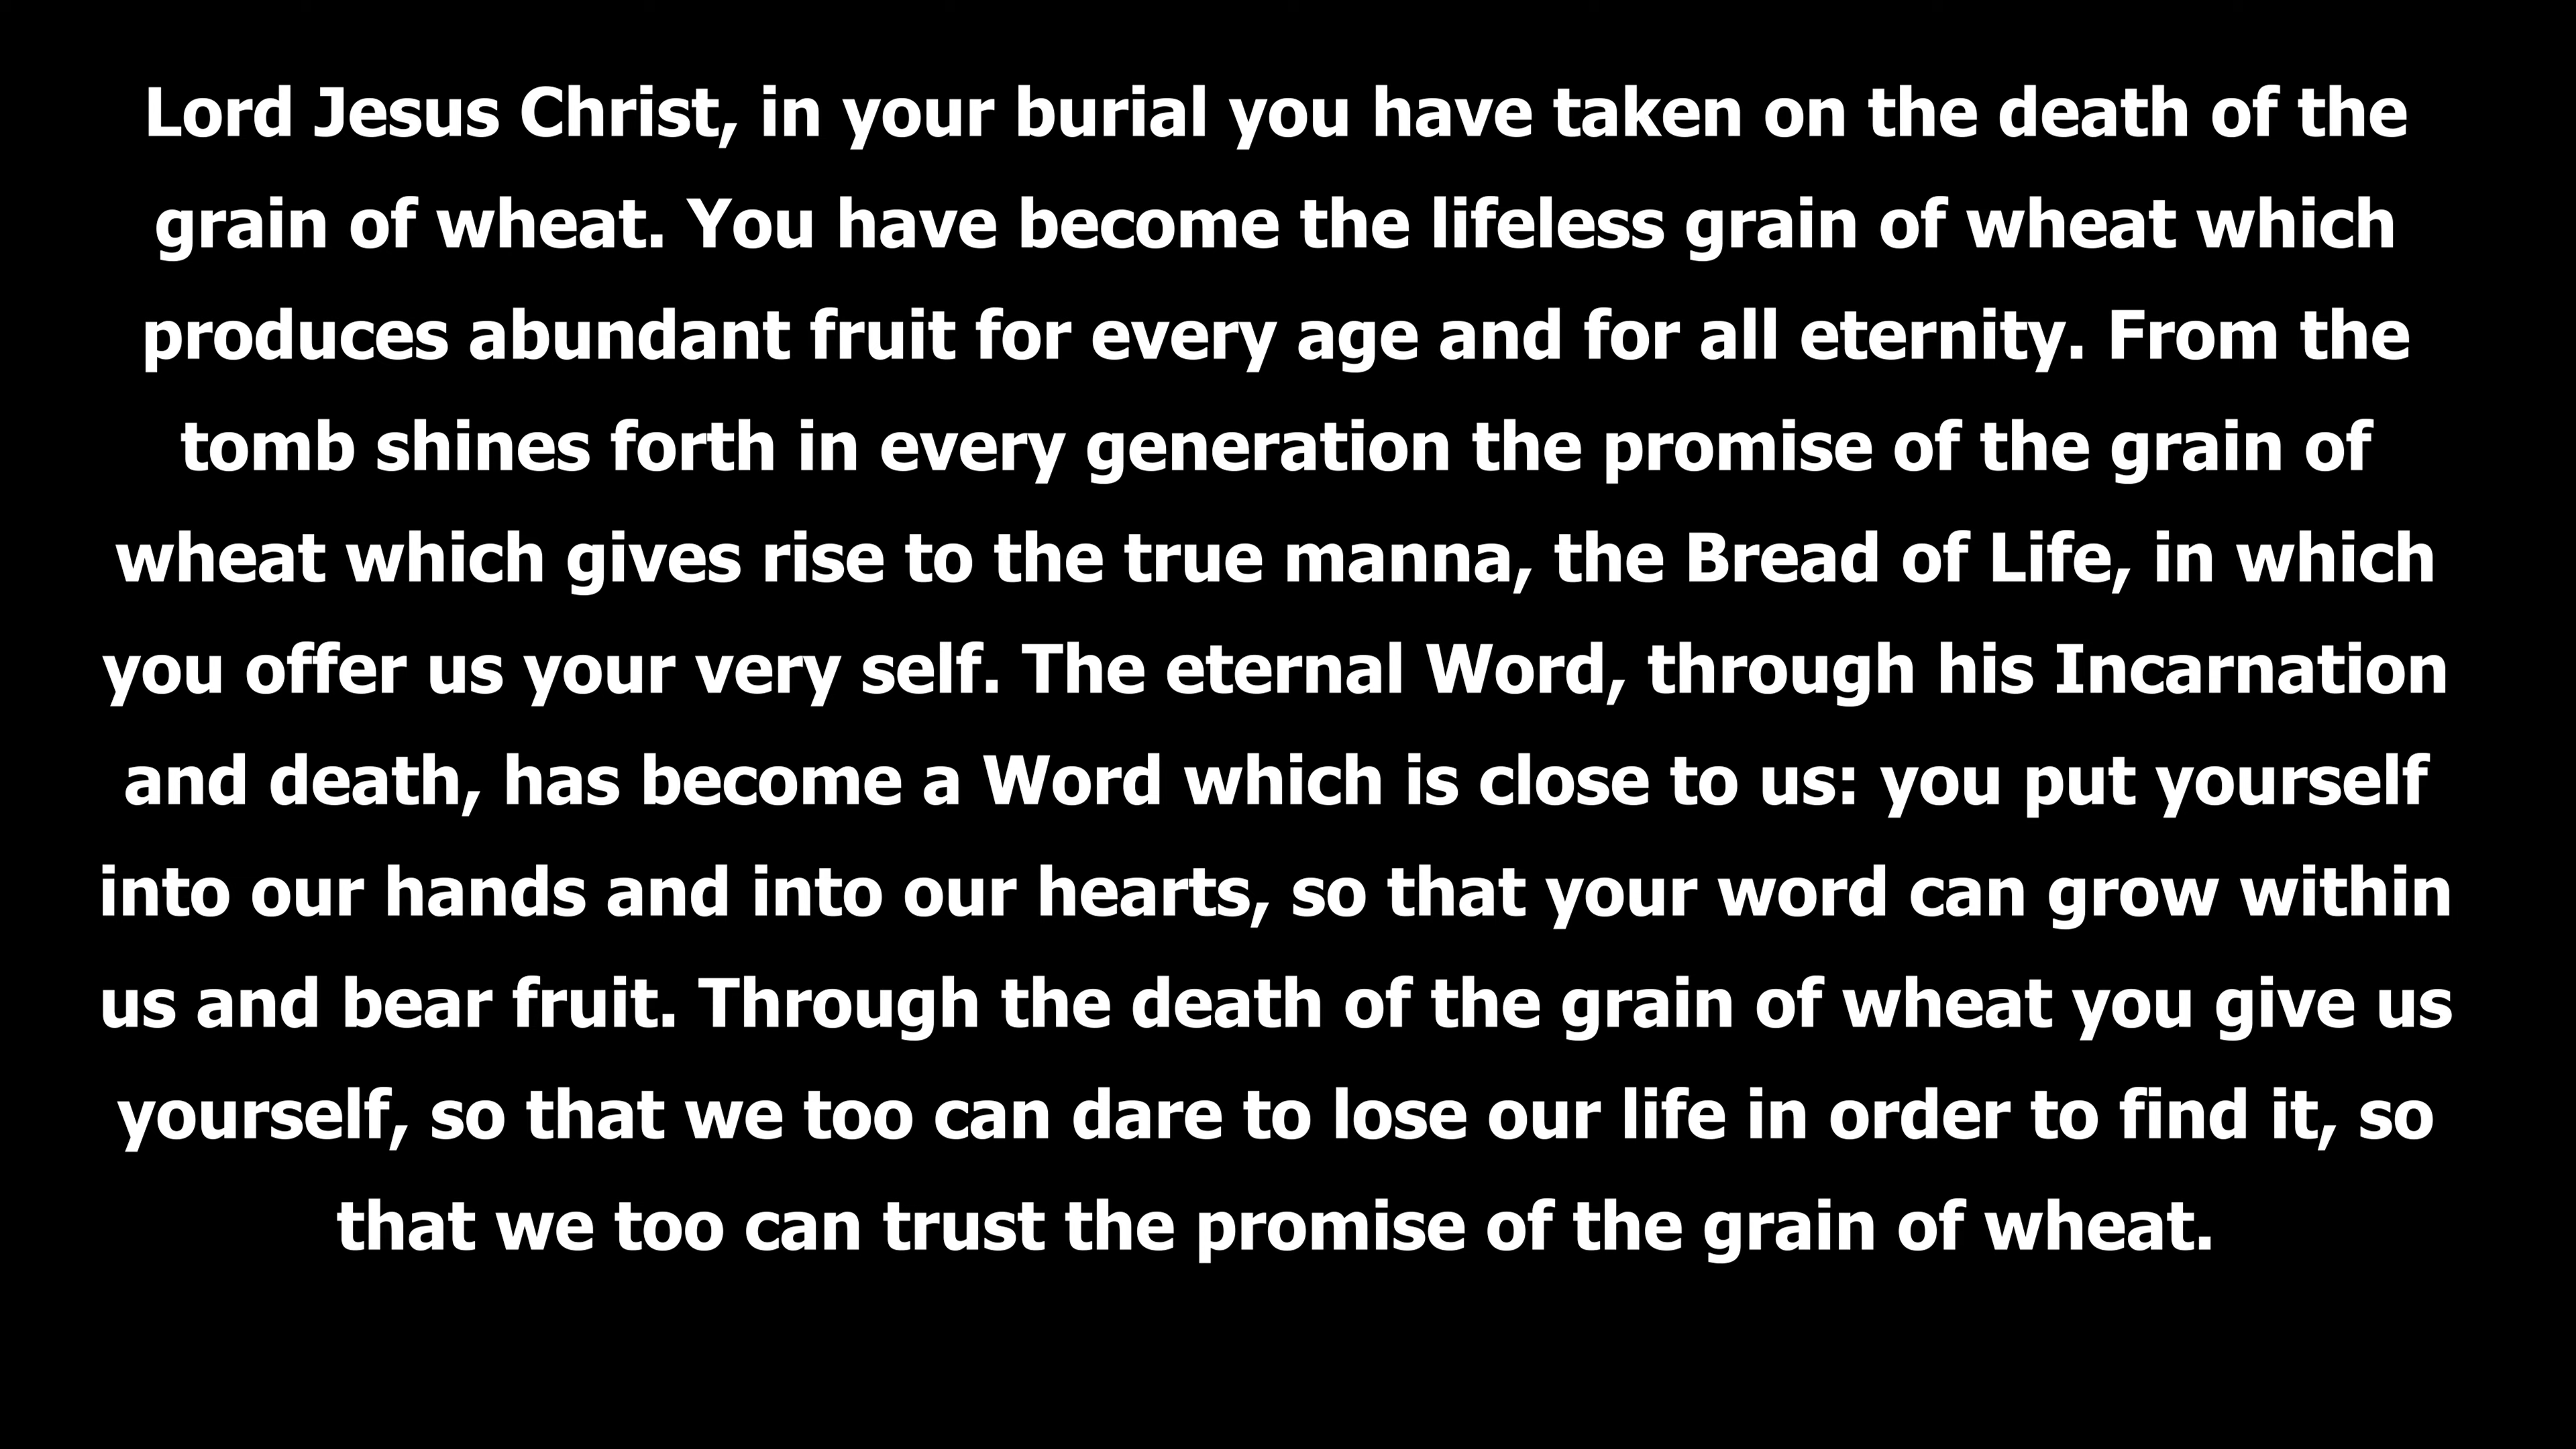 Lord Jesus Christ, in your burial you have taken on the death of the
grain of wheat. You have become the lifeless grain of wheat which
produces abundant fruit for every age and for all eternity. From the
tomb shines forth in every generation the promise of the grain of
wheat which gives rise to the true manna, the Bread of Life, in which
you offer us your very self. The eternal Word, through his Incarnation
and death, has become a Word which is close to us: you put yourself
into our hands and into our hearts, so that your word can grow within
us and bear fruit. Through the death of the grain of wheat you give us
yourself, so that we too can dare to lose our life in order to find it, so
that we too can trust the promise of the grain of wheat.